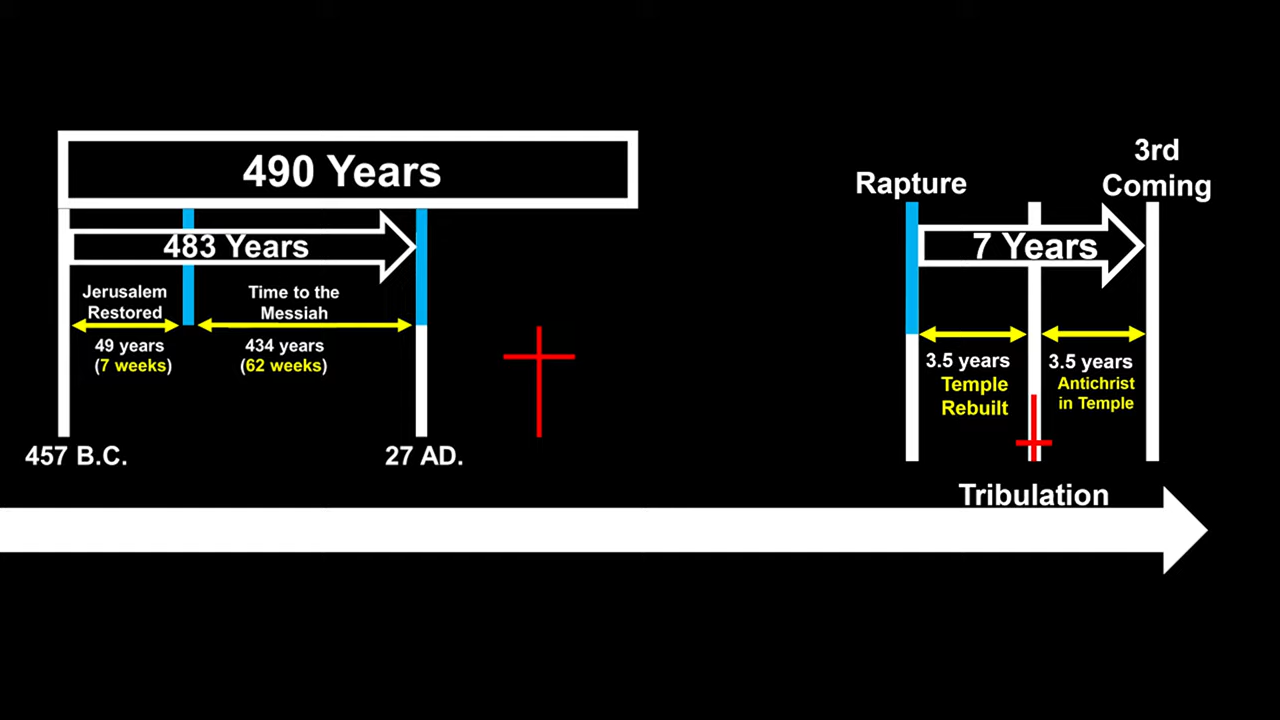 490 Years
483 Years
Jerusalem
Restored
49 years
(7 weeks)
Time to the
Messiah
434 years
(62 weeks)
457 B.C.
27 AD.
Rapture
3rd
Coming
7 Years
3.5 years
Temple
Rebuilt
3.5 years
Antichrist
in Temple
Tribulation